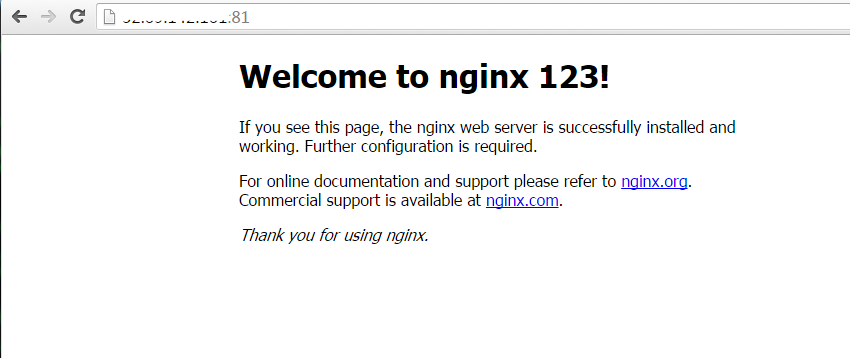 :81
Welcome to nginx 123!
If you see this page, the nginx web server is successfully installed and
working. Further configuration is required.
For online documentation and support please refer to nginx.org.
Commercial support is available at nginx.com.
Thank you for using nginx.